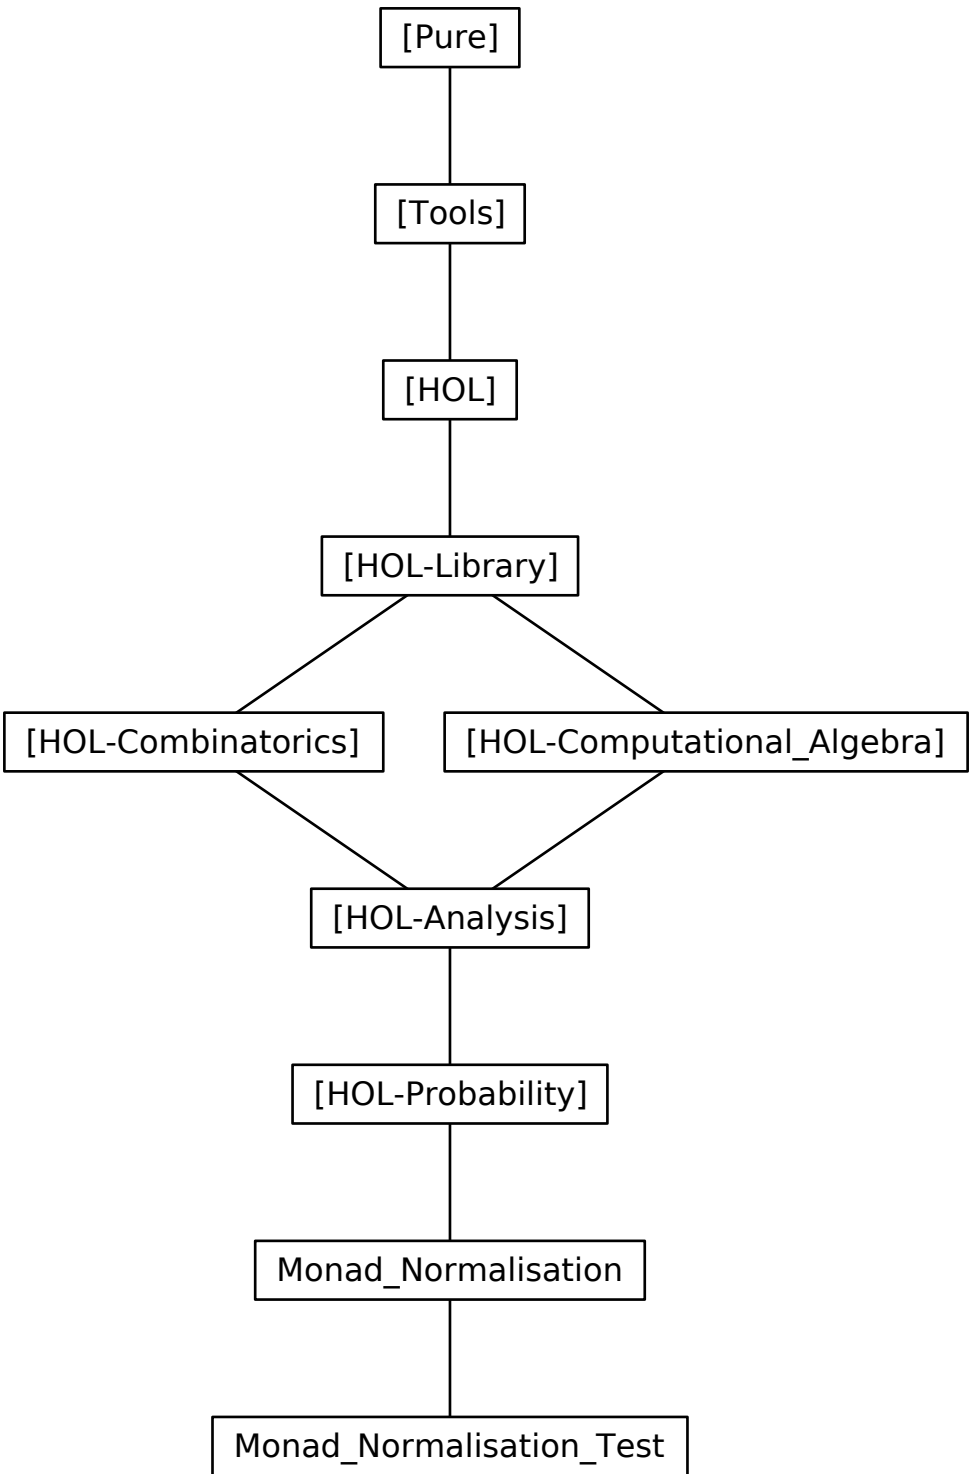 [Pure]
[Tools]
[HOL]
[HOL-Library]
[HOL-Combinatorics]
[HOL-Computational_Algebra]
[HOL-Analysis]
[HOL-Probability]
Monad_Normalisation
Monad_Normalisation_Test